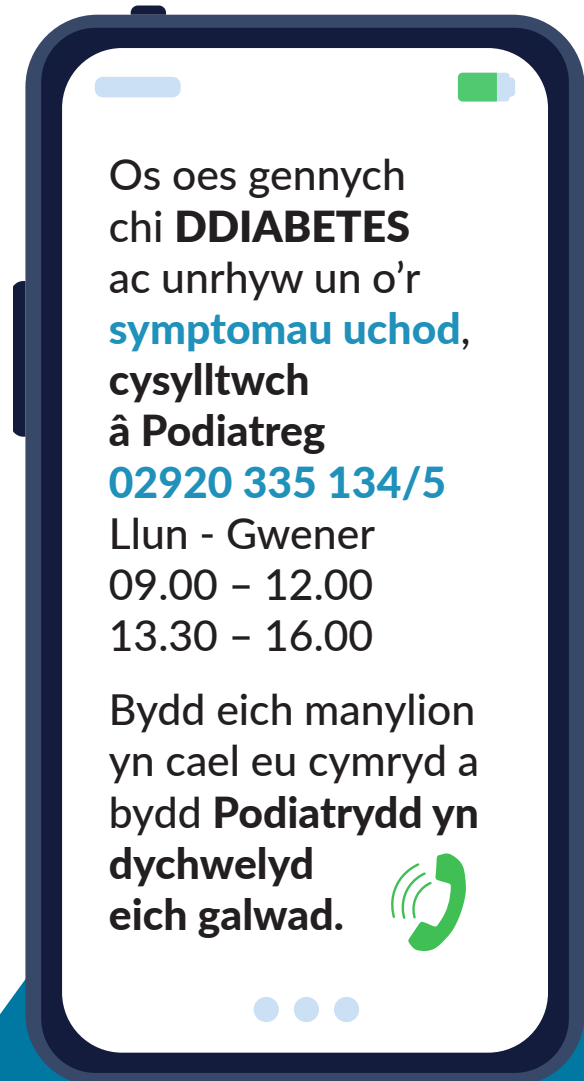 Os oes gennych
chi DDIABETES
ac unrhyw un o’r
symptomau uchod,
cysylltwch
â Podiatreg
02920 335 134/5
Llun - Gwener
09.00 – 12.00
13.30 – 16.00
Bydd eich manylion
yn cael eu cymryd a
bydd Podiatrydd yn
dychwelyd
eich galwad.